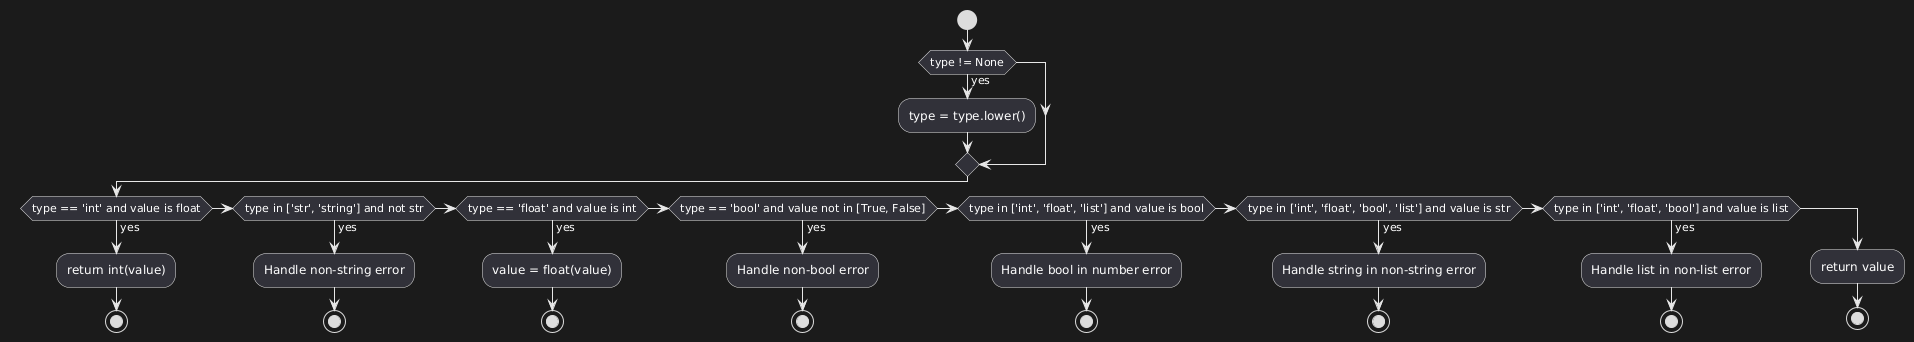 type != None
yes
type = type.lower()
type == 'int' and value is float
type in ['str', 'string'] and not str
type == 'float' and value is int
type == 'bool' and value not in [True, False]
type in ['int', 'float', 'list'] and value is bool
type in ['int', 'float', 'bool', 'list'] and value is str
type in ['int', 'float', 'bool'] and value is list
yes
yes
yes
yes
yes
yes
yes
return int(value)
Handle non-string error
value = float(value)
Handle non-bool error
Handle bool in number error
Handle string in non-string error
Handle list in non-list error
return value